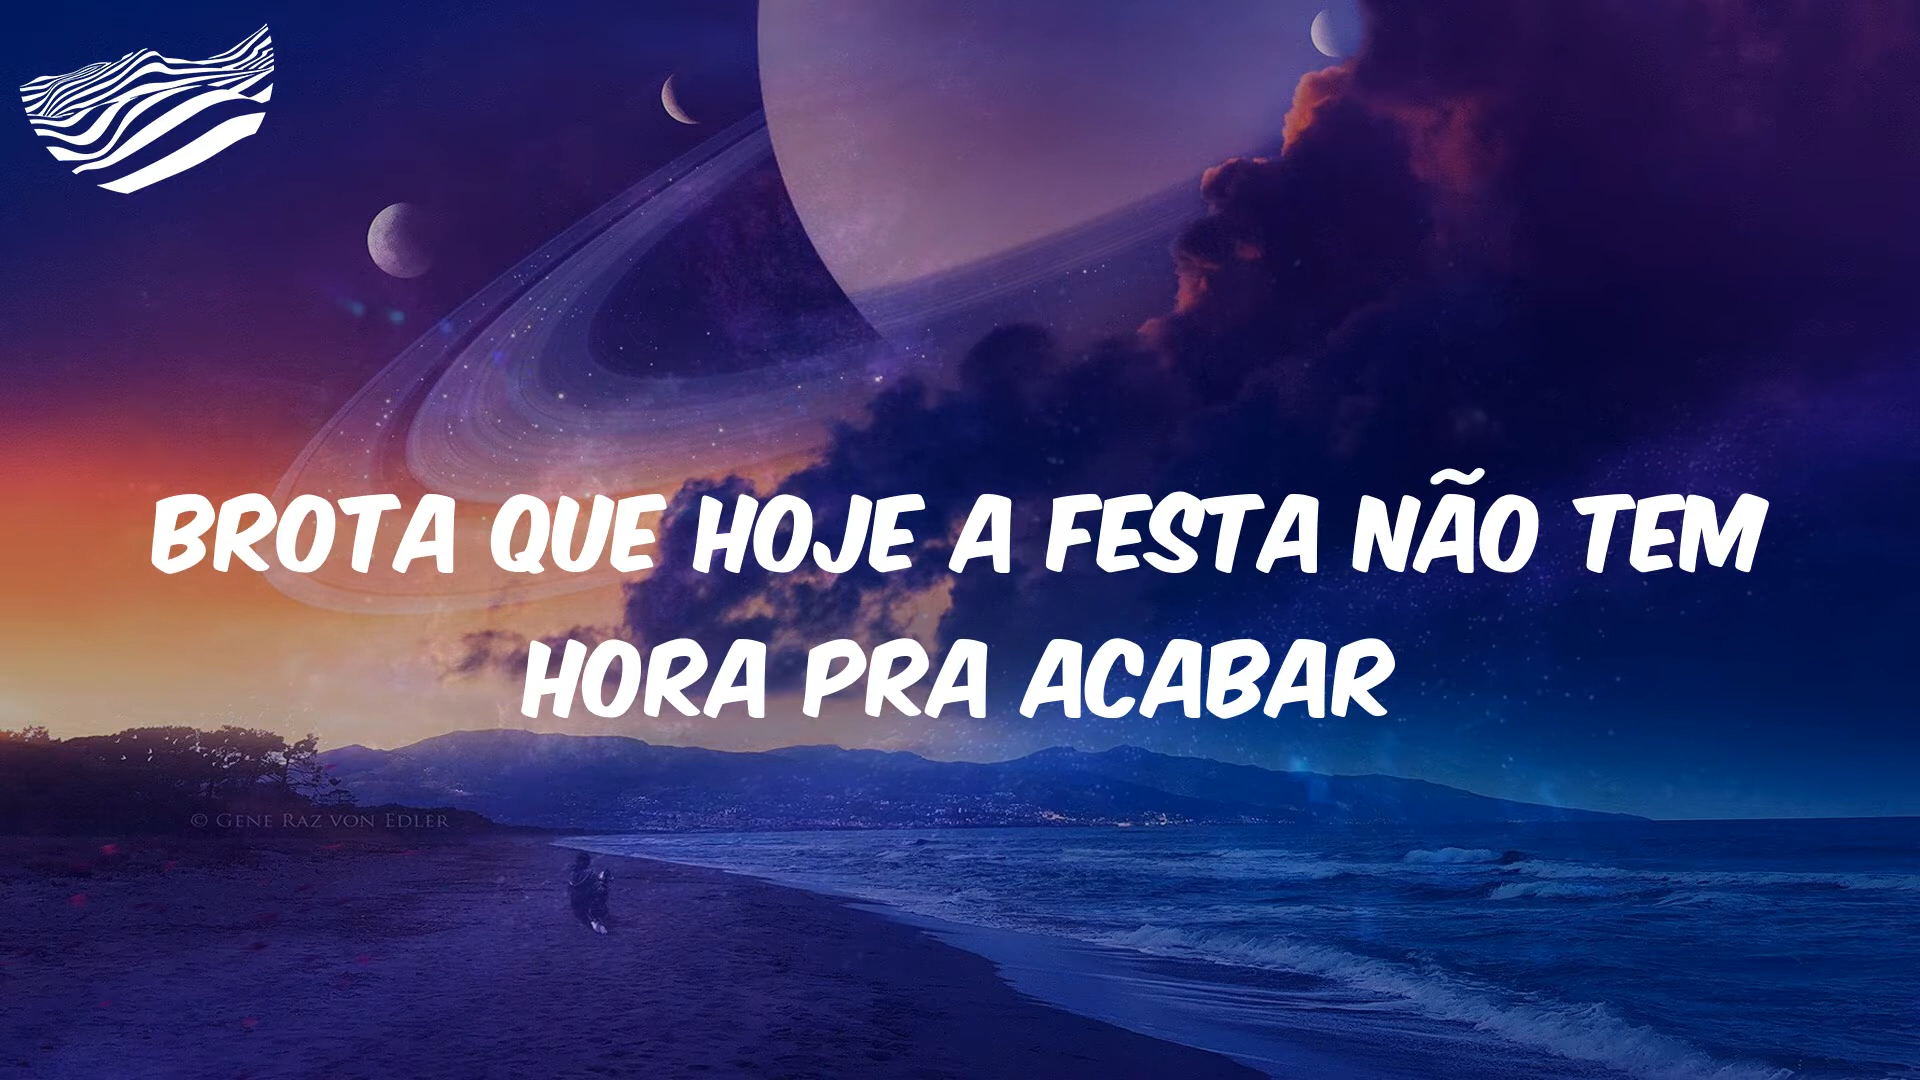 BROTA QUE HOJE A FESTA NÃO TEM
HORA PRA ACABAR
© GENE RAZ VON EDLER